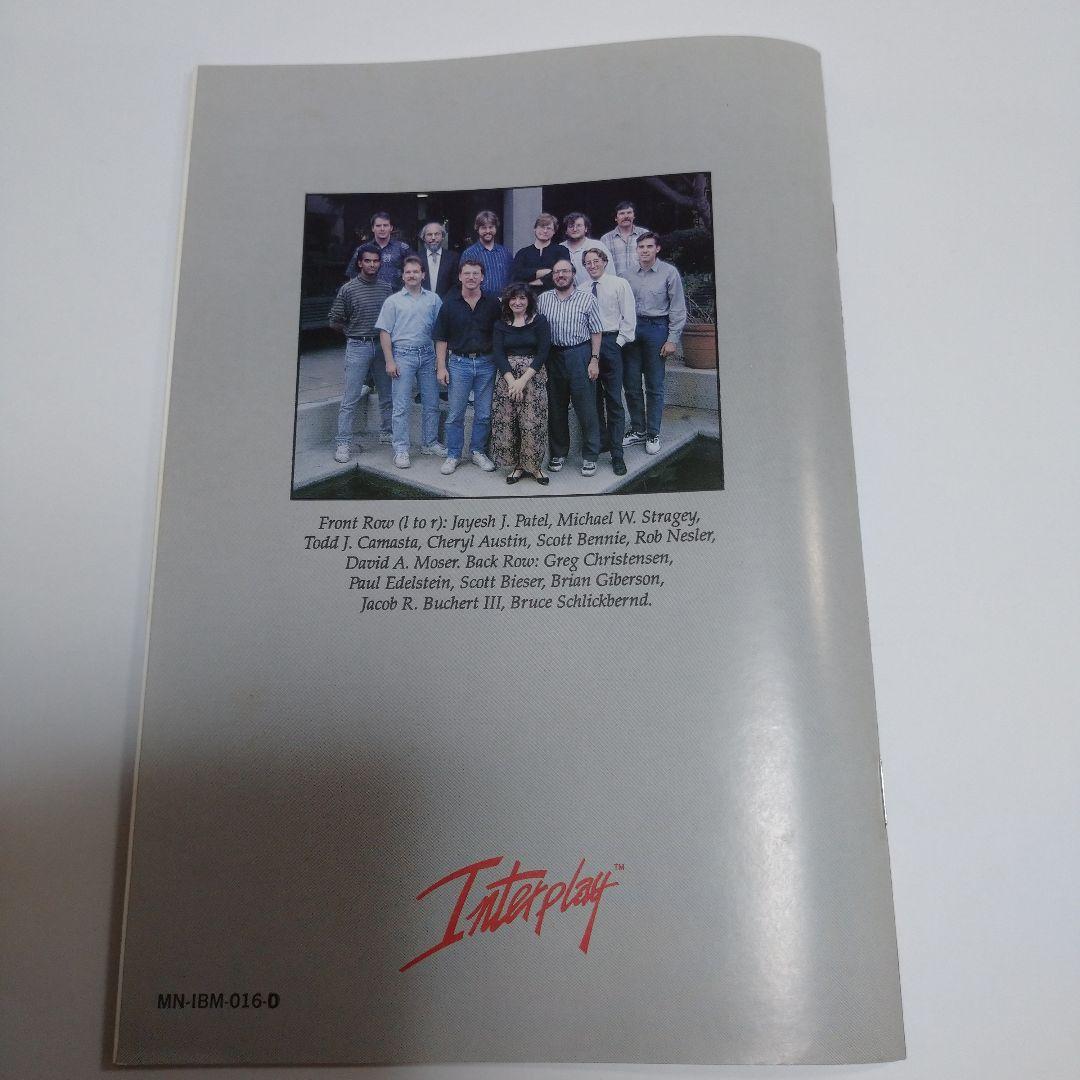 Front Row (l to r): Jayesh J. Patel, Michael W. Stragey,
Todd J. Camasta, Cheryl Austin, Scott Bennie, Rob Nesler,
David A. Moser. Back Row: Greg Christensen,
Paul Edelstein, Scott Bieser, Brian Giberson,
Jacob R. Buchert III, Bruce Schlickbernd.
Interplay™
MN-IBM-016-D